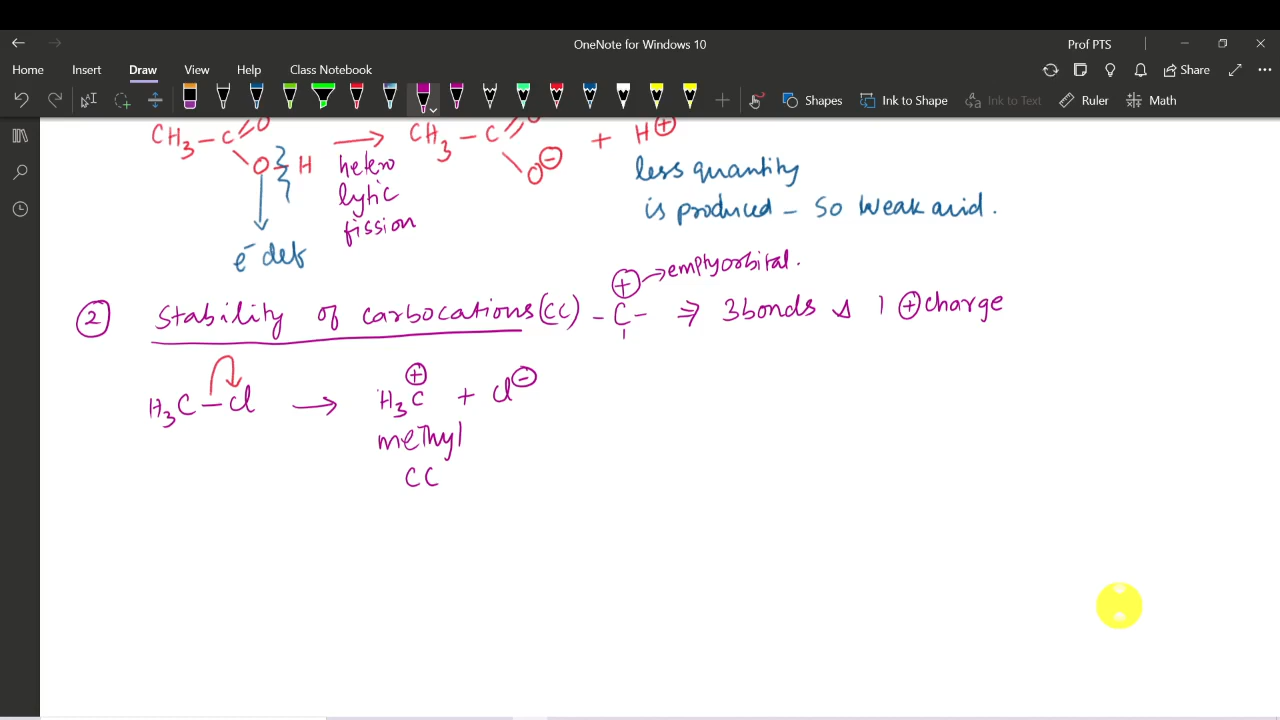 OneNote for Windows 10
Prof PTS
Home Insert Draw View Help Class Notebook
Share
Shapes Ink to Shape Ink to Text Ruler Math
CH3 – C = O → CH3 – C = O + H⊕
O – H
O⊖
hetero
lytic
fission
less quantity
is produced – So Weak acid.
e⁻ def
② Stability of carbocations (CC) – C – ⇒ 3 bonds & 1 ⊕ charge
⊕ → empty orbital.
H3C – Cl → H3C⊕ + Cl⊖
methyl
CC